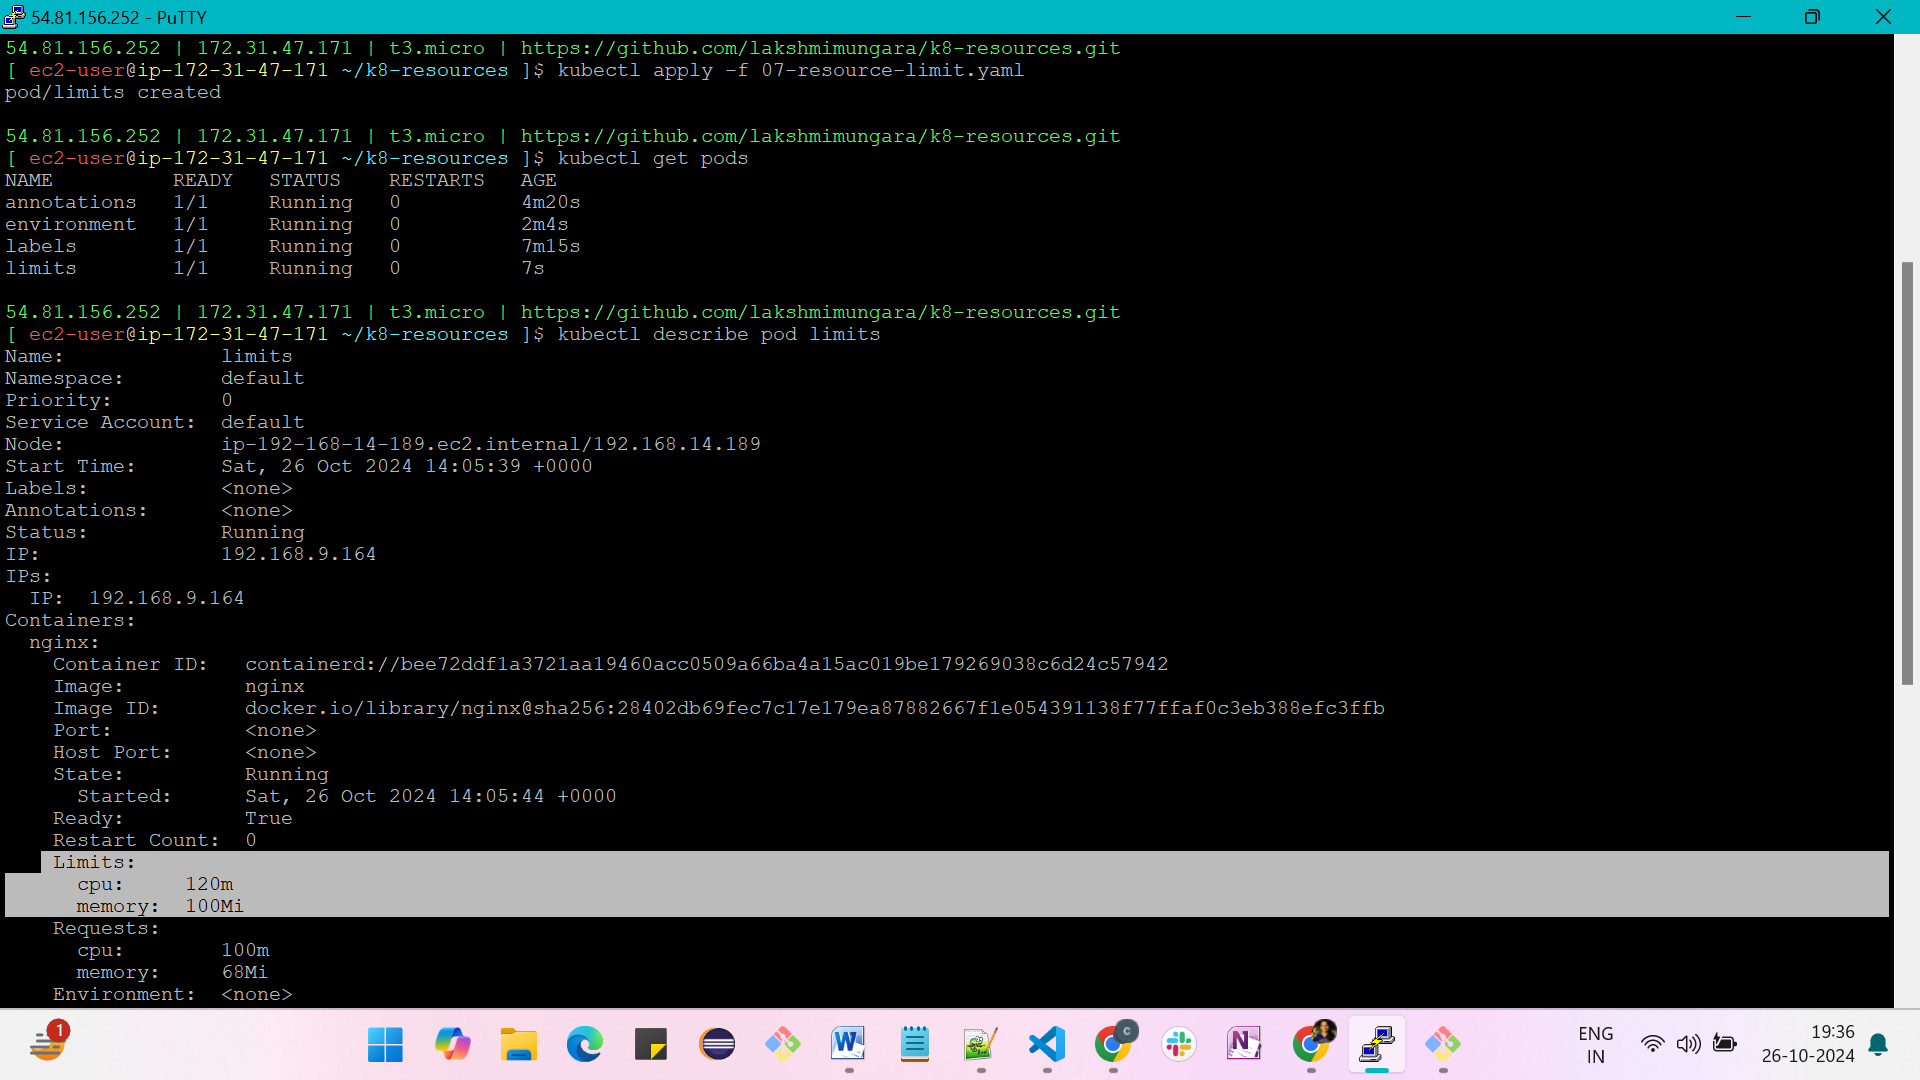 54.81.156.252 - PuTTY
54.81.156.252 | 172.31.47.171 | t3.micro | https://github.com/lakshmimungara/k8-resources.git
[ ec2-user@ip-172-31-47-171 ~/k8-resources ]$ kubectl apply -f 07-resource-limit.yaml
pod/limits created
54.81.156.252 | 172.31.47.171 | t3.micro | https://github.com/lakshmimungara/k8-resources.git
[ ec2-user@ip-172-31-47-171 ~/k8-resources ]$ kubectl get pods
NAME READY STATUS RESTARTS AGE
annotations 1/1 Running 0 4m20s
environment 1/1 Running 0 2m4s
labels 1/1 Running 0 7m15s
limits 1/1 Running 0 7s
54.81.156.252 | 172.31.47.171 | t3.micro | https://github.com/lakshmimungara/k8-resources.git
[ ec2-user@ip-172-31-47-171 ~/k8-resources ]$ kubectl describe pod limits
Name: limits
Namespace: default
Priority: 0
Service Account: default
Node: ip-192-168-14-189.ec2.internal/192.168.14.189
Start Time: Sat, 26 Oct 2024 14:05:39 +0000
Labels: <none>
Annotations: <none>
Status: Running
IP: 192.168.9.164
IPs:
IP: 192.168.9.164
Containers:
nginx:
Container ID: containerd://bee72ddf1a3721aa19460acc0509a66ba4a15ac019be179269038c6d24c57942
Image: nginx
Image ID: docker.io/library/nginx@sha256:28402db69fec7c17e179ea87882667f1e054391138f77ffaf0c3eb388efc3ffb
Port: <none>
Host Port: <none>
State: Running
Started: Sat, 26 Oct 2024 14:05:44 +0000
Ready: True
Restart Count: 0
Limits:
cpu: 120m
memory: 100Mi
Requests:
cpu: 100m
memory: 68Mi
Environment: <none>
1
W
C
N
ENG
IN
19:36
26-10-2024